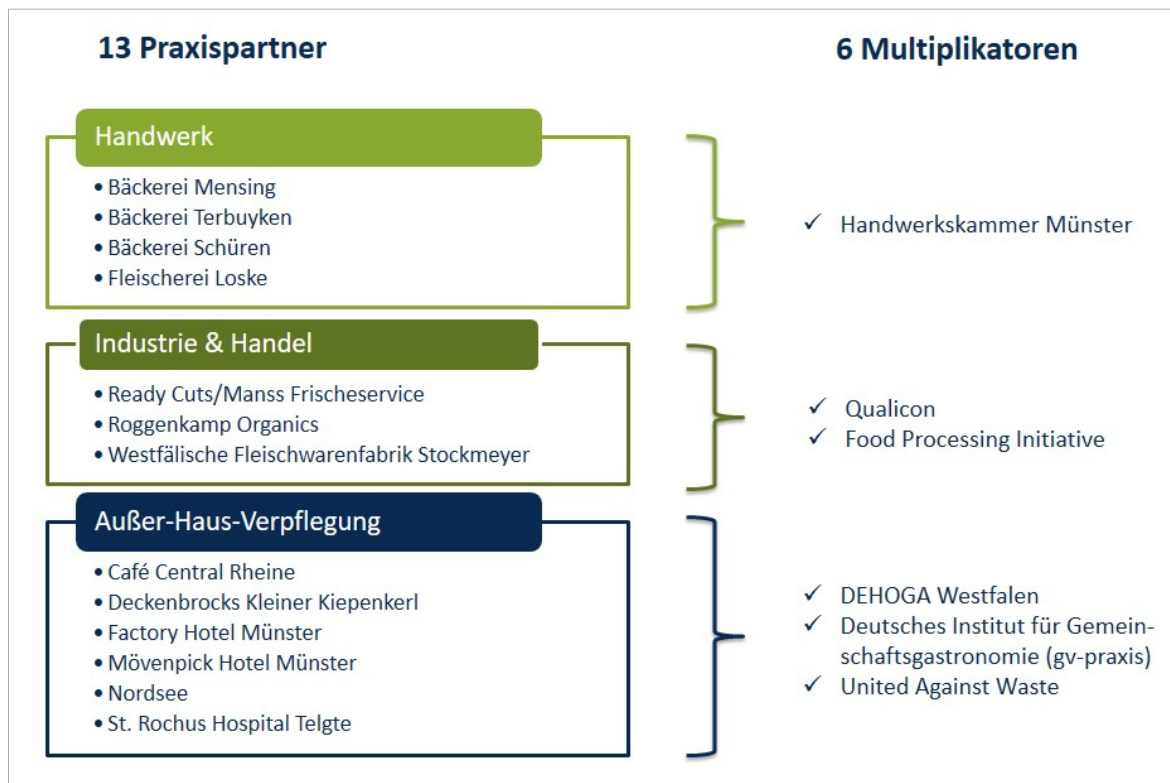 13 Praxispartner
6 Multiplikatoren
Handwerk
• Bäckerei Mensing
• Bäckerei Terbuyken
• Bäckerei Schüren
• Fleischerei Loske
✓ Handwerkskammer Münster
Industrie & Handel
• Ready Cuts/Manss Frischeservice
• Roggenkamp Organics
• Westfälische Fleischwarenfabrik Stockmeyer
✓ Qualicon
✓ Food Processing Initiative
Außer-Haus-Verpflegung
• Café Central Rheine
• Deckenbrocks Kleiner Kiepenkerl
• Factory Hotel Münster
• Mövenpick Hotel Münster
• Nordsee
• St. Rochus Hospital Telgte
✓ DEHOGA Westfalen
✓ Deutsches Institut für Gemein-
schaftsgastronomie (gv-praxis)
✓ United Against Waste